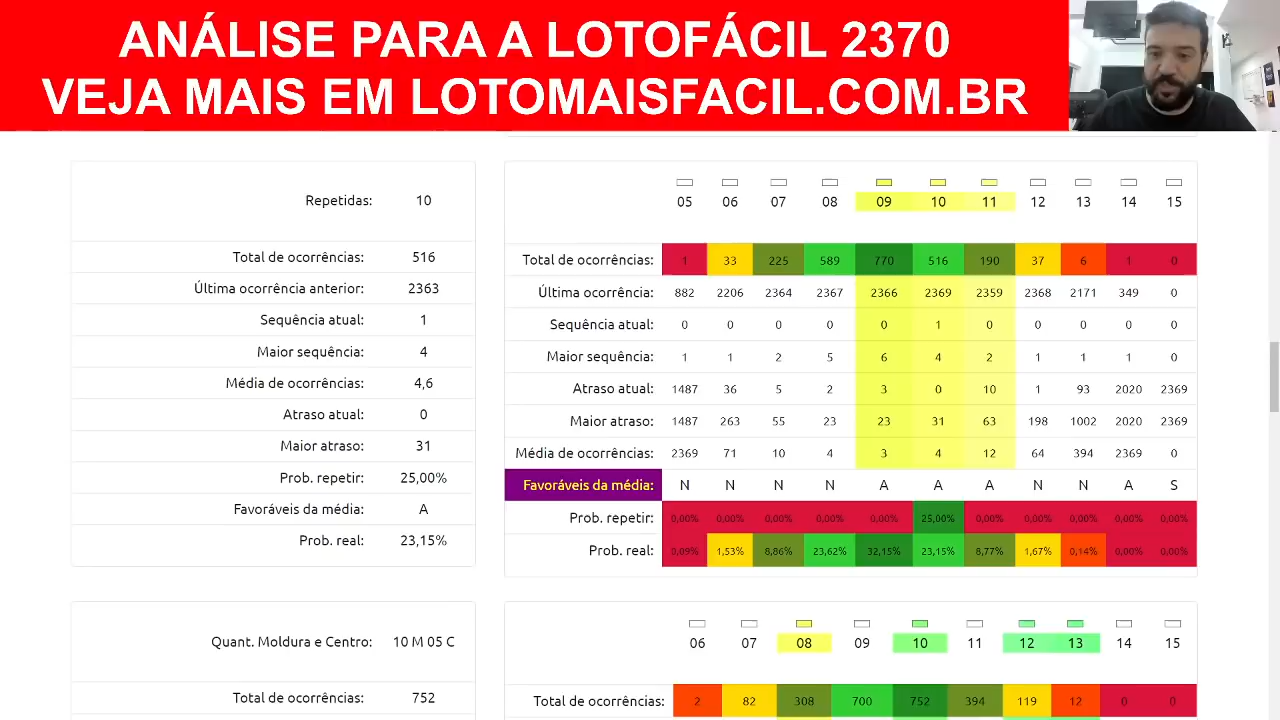 ANÁLISE PARA A LOTOFÁCIL 2370
VEJA MAIS EM LOTOMAISFACIL.COM.BR
Repetidas: 10
Total de ocorrências: 516
Última ocorrência anterior: 2363
Sequência atual: 1
Maior sequência: 4
Média de ocorrências: 4,6
Atraso atual: 0
Maior atraso: 31
Prob. repetir: 25,00%
Favoráveis da média: A
Prob. real: 23,15%
05 06 07 08 09 10 11 12 13 14 15
Total de ocorrências: 1 33 225 589 770 516 190 37 6 1 0
Última ocorrência: 882 2206 2364 2367 2366 2369 2359 2368 2171 349 0
Sequência atual: 0 0 0 0 0 1 0 0 0 0 0
Maior sequência: 1 1 2 5 6 4 2 1 1 1 0
Atraso atual: 1487 36 5 2 3 0 10 1 93 2020 2369
Maior atraso: 1487 263 55 23 23 31 63 198 1002 2020 2369
Média de ocorrências: 2369 71 10 4 3 4 12 64 394 2369 0
Favoráveis da média: N N N N A A A N N A S
Prob. repetir: 0,00% 0,00% 0,00% 0,00% 0,00% 25,00% 0,00% 0,00% 0,00% 0,00% 0,00%
Prob. real: 0,09% 1,53% 8,86% 23,62% 32,15% 23,15% 8,77% 1,67% 0,14% 0,00% 0,00%
Quant. Moldura e Centro: 10 M 05 C
Total de ocorrências: 752
06 07 08 09 10 11 12 13 14 15
Total de ocorrências: 2 82 308 700 752 394 119 12 0 0